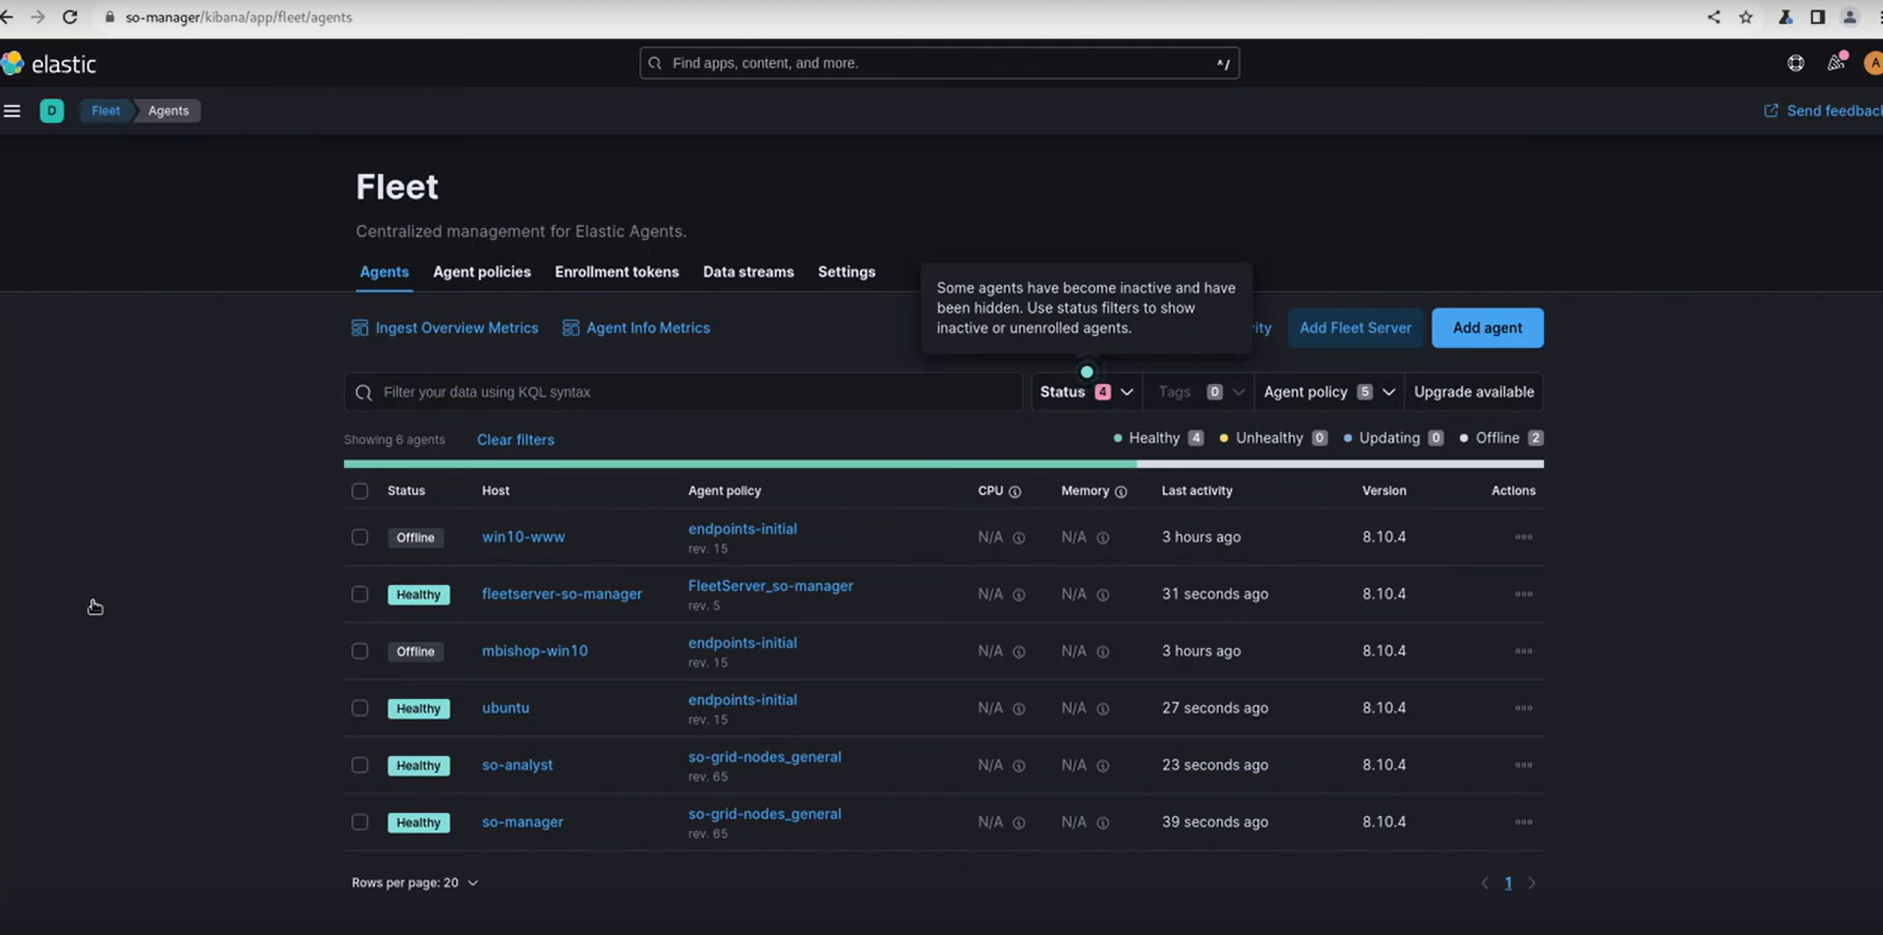 so-manager/kibana/app/fleet/agents
elastic
Find apps, content, and more.
^/
A
D
Fleet
Agents
Send feedback
Fleet
Centralized management for Elastic Agents.
Agents
Agent policies
Enrollment tokens
Data streams
Settings
Some agents have become inactive and have
been hidden. Use status filters to show
inactive or unenrolled agents.
Ingest Overview Metrics
Agent Info Metrics
vity
Add Fleet Server
Add agent
Filter your data using KQL syntax
Status 4
Tags 0
Agent policy 5
Upgrade available
Showing 6 agents
Clear filters
Healthy 4
Unhealthy 0
Updating 0
Offline 2
Status Host Agent policy CPU Memory Last activity Version Actions
Offline win10-www endpoints-initial N/A N/A 3 hours ago 8.10.4
rev. 15
Healthy fleetserver-so-manager FleetServer_so-manager N/A N/A 31 seconds ago 8.10.4
rev. 5
Offline mbishop-win10 endpoints-initial N/A N/A 3 hours ago 8.10.4
rev. 15
Healthy ubuntu endpoints-initial N/A N/A 27 seconds ago 8.10.4
rev. 15
Healthy so-analyst so-grid-nodes_general N/A N/A 23 seconds ago 8.10.4
rev. 65
Healthy so-manager so-grid-nodes_general N/A N/A 39 seconds ago 8.10.4
rev. 65
Rows per page: 20
1